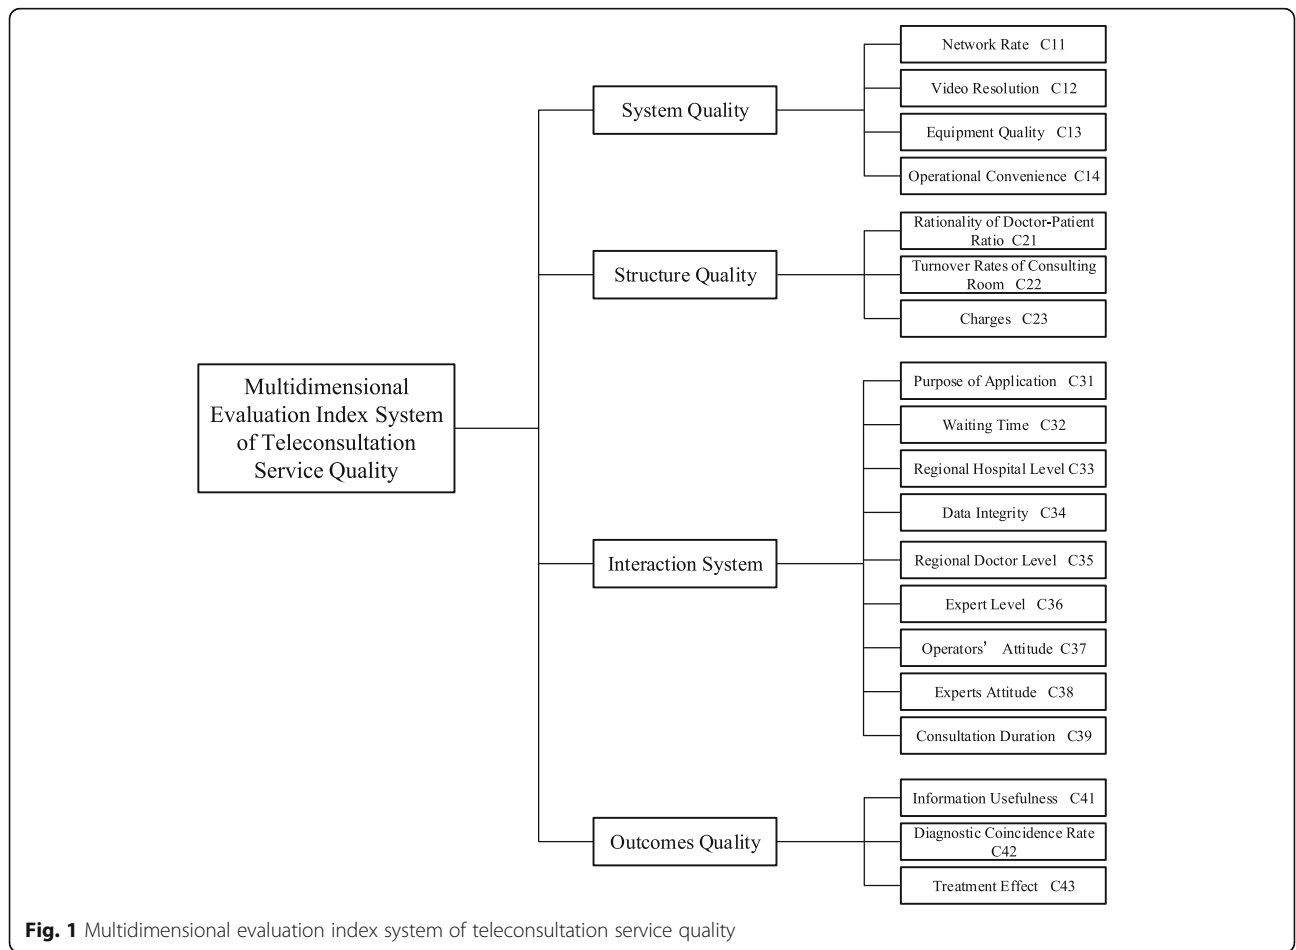 Multidimensional
Evaluation Index System
of Teleconsultation
Service Quality
System Quality
Network Rate C11
Video Resolution C12
Equipment Quality C13
Operational Convenience C14
Structure Quality
Rationality of Doctor-Patient
Ratio C21
Turnover Rates of Consulting
Room C22
Charges C23
Interaction System
Purpose of Application C31
Waiting Time C32
Regional Hospital Level C33
Data Integrity C34
Regional Doctor Level C35
Expert Level C36
Operators’ Attitude C37
Experts Attitude C38
Consultation Duration C39
Outcomes Quality
Information Usefulness C41
Diagnostic Coincidence Rate
C42
Treatment Effect C43
Fig. 1 Multidimensional evaluation index system of teleconsultation service quality